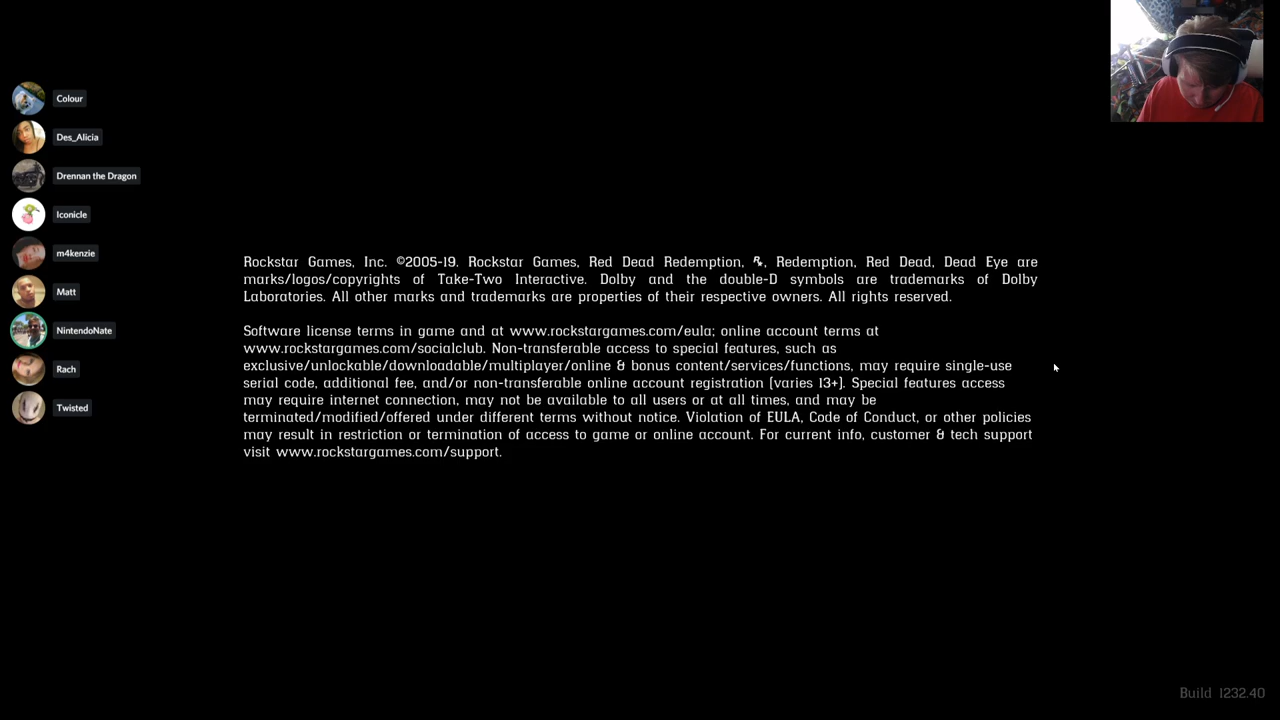 Colour
Des_Alicia
Drennan the Dragon
Iconicle
m4kenzie
Matt
NintendoNate
Rach
Twisted
Rockstar Games, Inc. ©2005-19. Rockstar Games, Red Dead Redemption, R*, Redemption, Red Dead, Dead Eye are
marks/logos/copyrights of Take-Two Interactive. Dolby and the double-D symbols are trademarks of Dolby
Laboratories. All other marks and trademarks are properties of their respective owners. All rights reserved.
Software license terms in game and at www.rockstargames.com/eula; online account terms at
www.rockstargames.com/socialclub. Non-transferable access to special features, such as
exclusive/unlockable/downloadable/multiplayer/online & bonus content/services/functions, may require single-use
serial code, additional fee, and/or non-transferable online account registration (varies 13+). Special features access
may require internet connection, may not be available to all users or at all times, and may be
terminated/modified/offered under different terms without notice. Violation of EULA, Code of Conduct, or other policies
may result in restriction or termination of access to game or online account. For current info, customer & tech support
visit www.rockstargames.com/support.
Build 1232.40